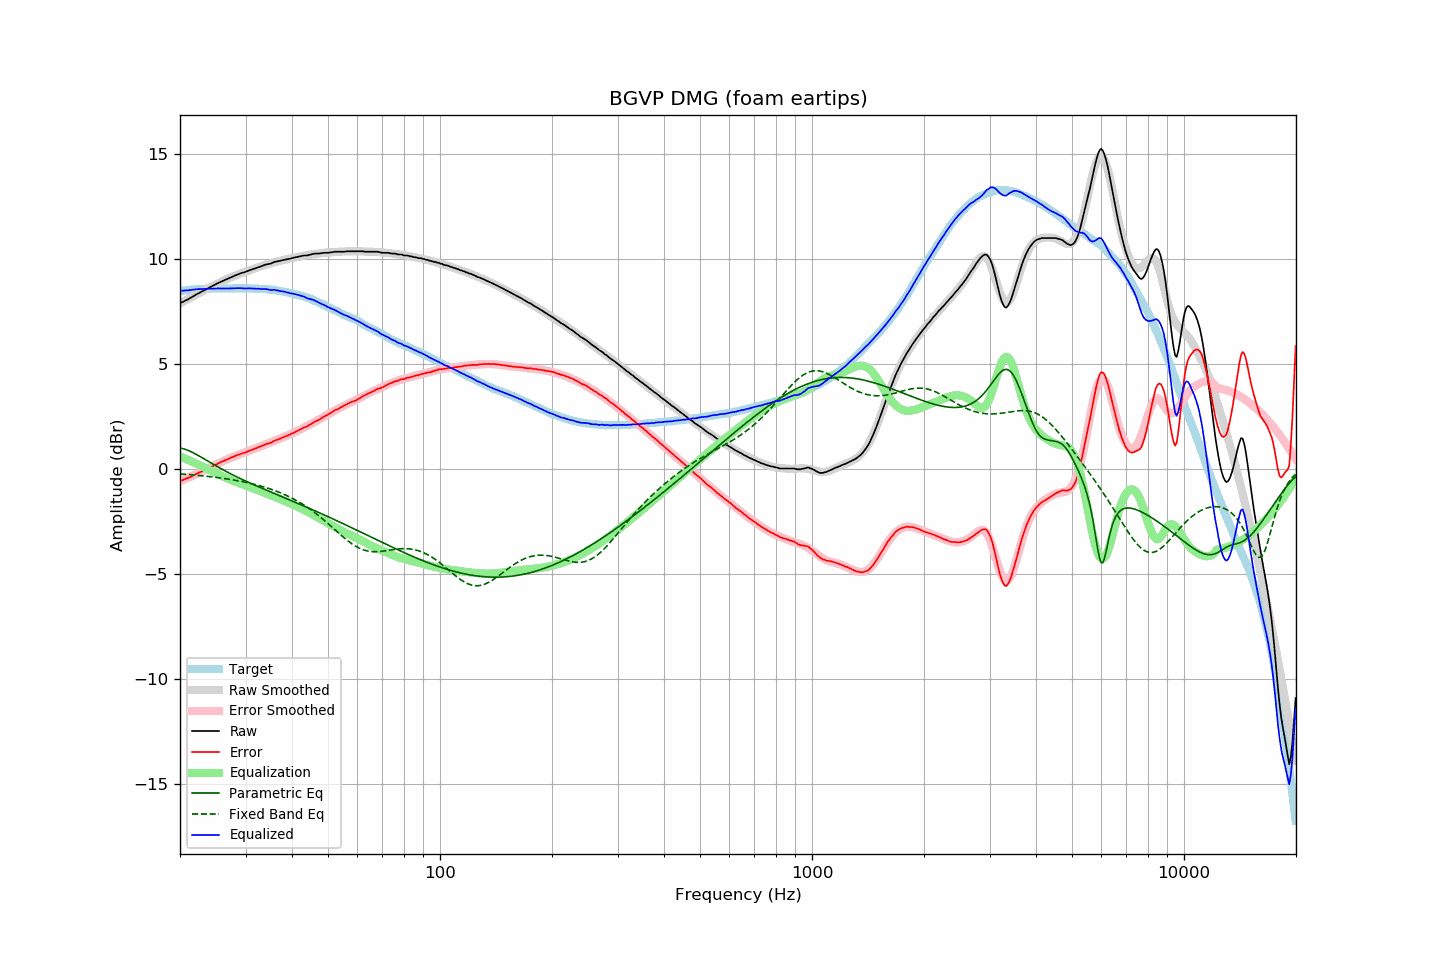 BGVP DMG (foam eartips)
Amplitude (dBr)
15
10
5
0
−5
−10
−15
Target
Raw Smoothed
Error Smoothed
Raw
Error
Equalization
Parametric Eq
Fixed Band Eq
Equalized
100
1000
10000
Frequency (Hz)